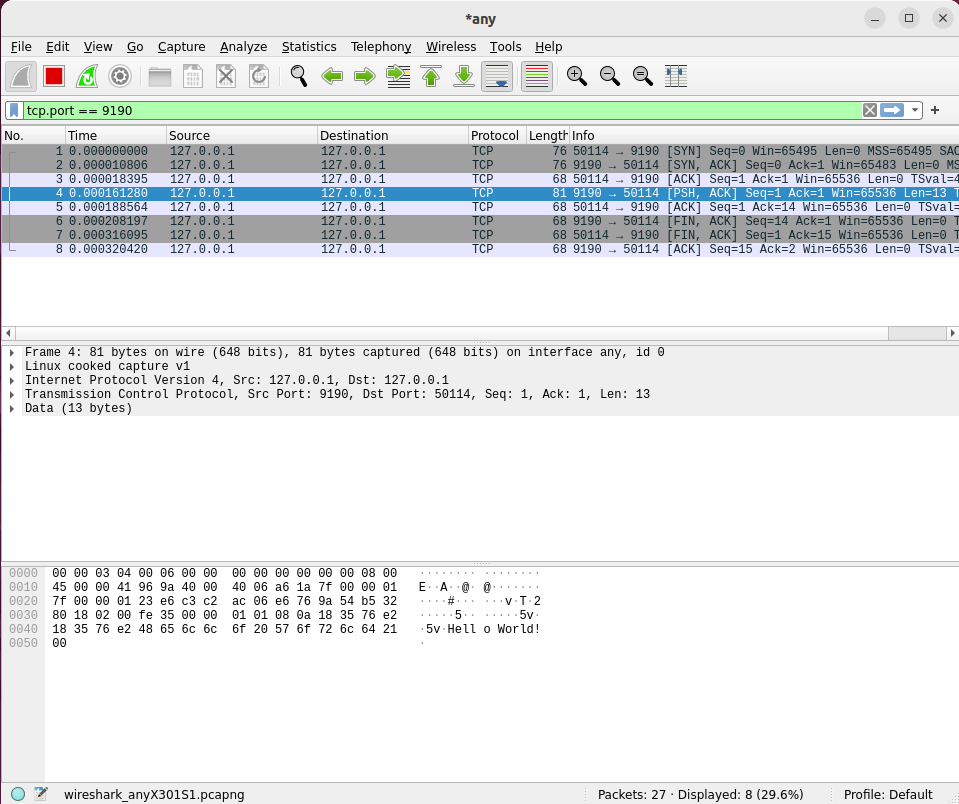 *any
File Edit View Go Capture Analyze Statistics Telephony Wireless Tools Help
tcp.port == 9190
No. Time Source Destination Protocol Length Info
1 0.000000000 127.0.0.1 127.0.0.1 TCP 76 50114 → 9190 [SYN] Seq=0 Win=65495 Len=0 MSS=65495 SAC
2 0.000010806 127.0.0.1 127.0.0.1 TCP 76 9190 → 50114 [SYN, ACK] Seq=0 Ack=1 Win=65483 Len=0 MS
3 0.000018395 127.0.0.1 127.0.0.1 TCP 68 50114 → 9190 [ACK] Seq=1 Ack=1 Win=65536 Len=0 TSval=4
4 0.000161280 127.0.0.1 127.0.0.1 TCP 81 9190 → 50114 [PSH, ACK] Seq=1 Ack=1 Win=65536 Len=13 T
5 0.000188564 127.0.0.1 127.0.0.1 TCP 68 50114 → 9190 [ACK] Seq=1 Ack=14 Win=65536 Len=0 TSval=
6 0.000208197 127.0.0.1 127.0.0.1 TCP 68 9190 → 50114 [FIN, ACK] Seq=14 Ack=1 Win=65536 Len=0 T
7 0.000316095 127.0.0.1 127.0.0.1 TCP 68 50114 → 9190 [FIN, ACK] Seq=1 Ack=15 Win=65536 Len=0 T
8 0.000320420 127.0.0.1 127.0.0.1 TCP 68 9190 → 50114 [ACK] Seq=15 Ack=2 Win=65536 Len=0 TSval=
Frame 4: 81 bytes on wire (648 bits), 81 bytes captured (648 bits) on interface any, id 0
Linux cooked capture v1
Internet Protocol Version 4, Src: 127.0.0.1, Dst: 127.0.0.1
Transmission Control Protocol, Src Port: 9190, Dst Port: 50114, Seq: 1, Ack: 1, Len: 13
Data (13 bytes)
0000 00 00 03 04 00 06 00 00 00 00 00 00 00 00 08 00 ········ ········
0010 45 00 00 41 96 9a 40 00 40 06 a6 1a 7f 00 00 01 E··A··@· @·······
0020 7f 00 00 01 23 e6 c3 c2 ac 06 e6 76 9a 54 b5 32 ····#··· ···v·T·2
0030 80 18 02 00 fe 35 00 00 01 01 08 0a 18 35 76 e2 ·····5·· ·····5v·
0040 18 35 76 e2 48 65 6c 6c 6f 20 57 6f 72 6c 64 21 ·5v·Hell o World!
0050 00 ·
wireshark_anyX301S1.pcapng Packets: 27 · Displayed: 8 (29.6%) Profile: Default